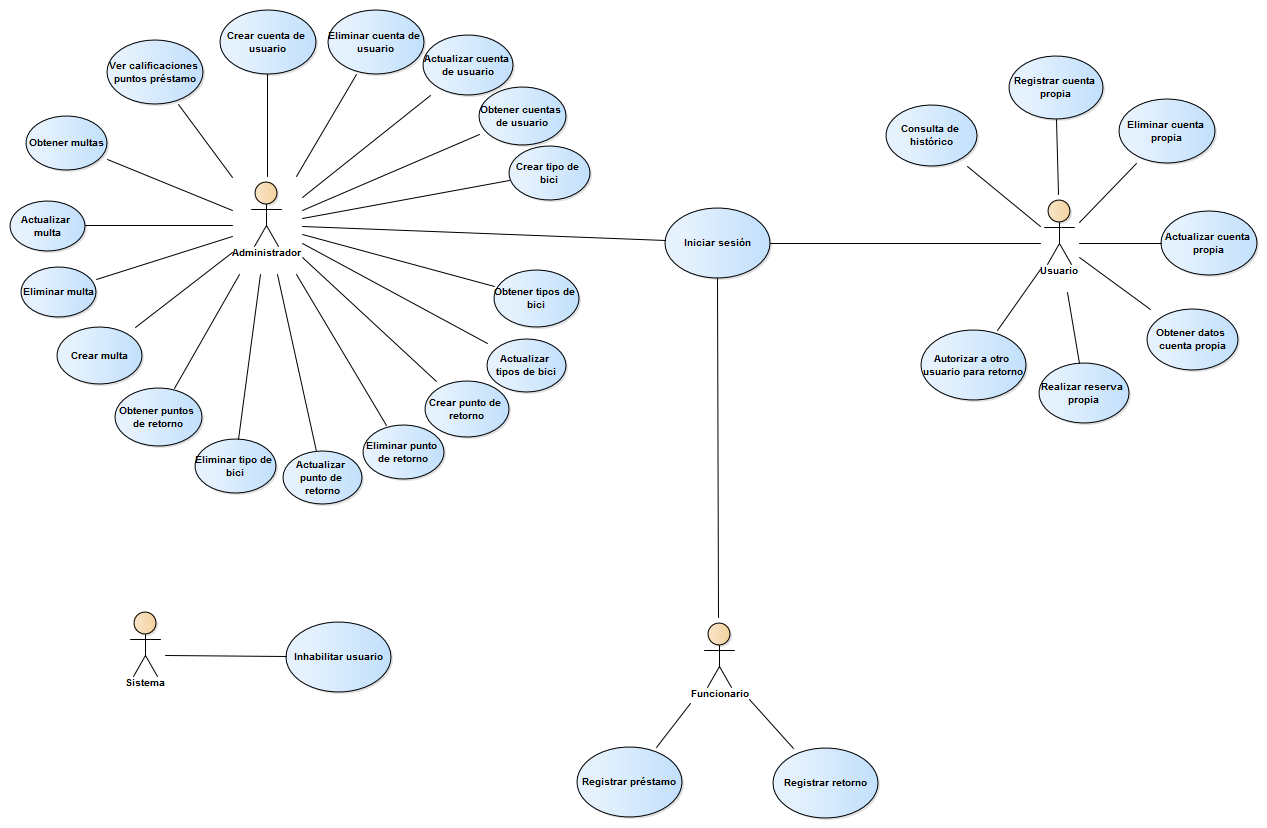 Crear cuenta de
usuario
Eliminar cuenta de
usuario
Actualizar cuenta
de usuario
Ver calificaciones
puntos préstamo
Obtener cuentas
de usuario
Obtener multas
Crear tipo de
bici
Actualizar
multa
Administrador
Eliminar multa
Obtener tipos de
bici
Crear multa
Actualizar
tipos de bici
Obtener puntos
de retorno
Crear punto de
retorno
Eliminar tipo de
bici
Actualizar
punto de
retorno
Eliminar punto
de retorno
Iniciar sesión
Registrar cuenta
propia
Consulta de
histórico
Eliminar cuenta
propia
Actualizar cuenta
propia
Usuario
Obtener datos
cuenta propia
Autorizar a otro
usuario para retorno
Realizar reserva
propia
Sistema
Inhabilitar usuario
Funcionario
Registrar préstamo
Registrar retorno